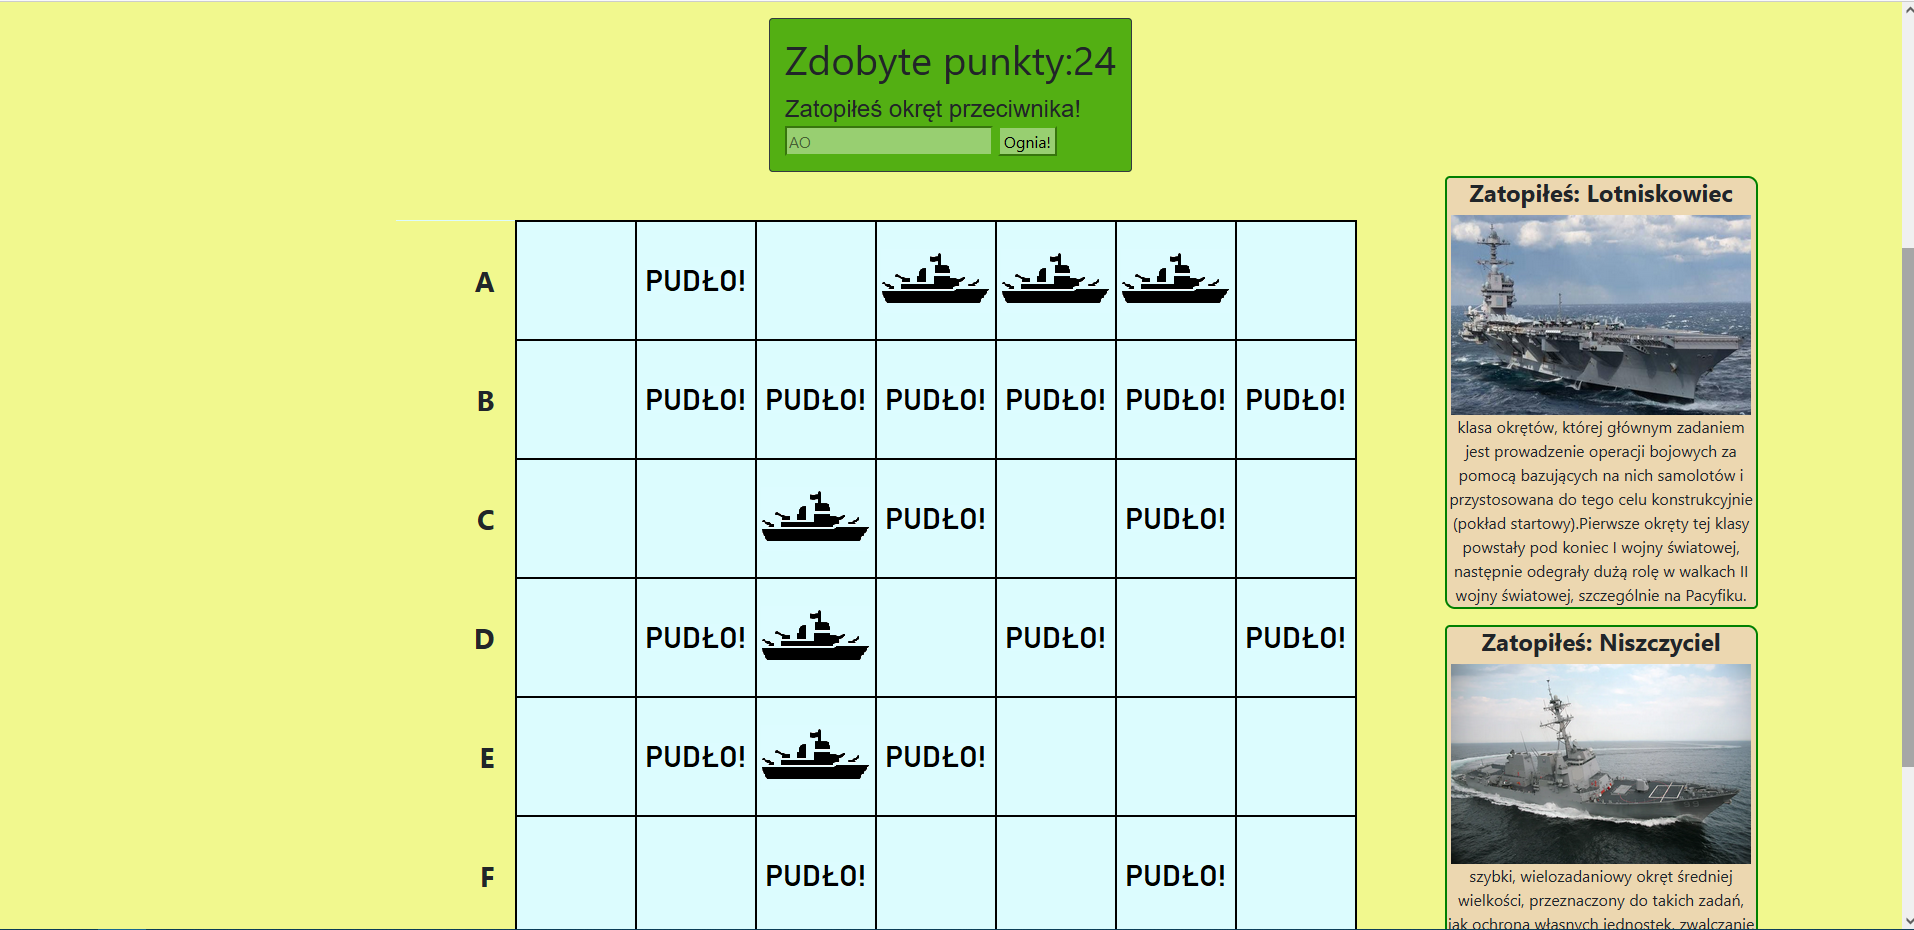 Zdobyte punkty:24
Zatopiłeś okręt przeciwnika!
AO
Ognia!
A PUDŁO!
B PUDŁO! PUDŁO! PUDŁO! PUDŁO! PUDŁO! PUDŁO!
C PUDŁO! PUDŁO!
D PUDŁO! PUDŁO! PUDŁO!
E PUDŁO! PUDŁO!
F PUDŁO! PUDŁO!
Zatopiłeś: Lotniskowiec
klasa okrętów, której głównym zadaniem
jest prowadzenie operacji bojowych za
pomocą bazujących na nich samolotów i
przystosowana do tego celu konstrukcyjnie
(pokład startowy).Pierwsze okręty tej klasy
powstały pod koniec I wojny światowej,
następnie odegrały dużą rolę w walkach II
wojny światowej, szczególnie na Pacyfiku.
Zatopiłeś: Niszczyciel
szybki, wielozadaniowy okręt średniej
wielkości, przeznaczony do takich zadań,
jak ochrona własnych jednostek, zwalczanie